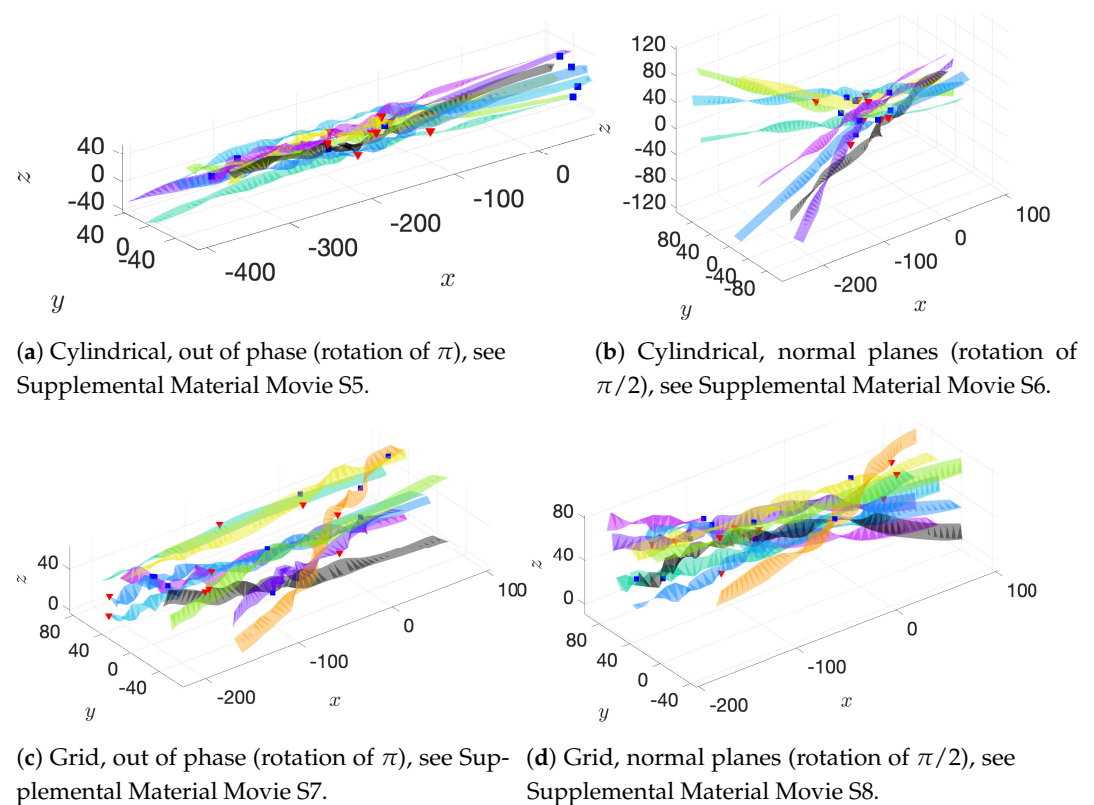 40
0
-40
z
40
0
-40
y
-400
-300
-200
-100
0
x
z
120
80
40
0
-40
-80
-120
80
40
0
-40
-80
y
-200
-100
0
100
x
(a) Cylindrical, out of phase (rotation of π), see
Supplemental Material Movie S5.
(b) Cylindrical, normal planes (rotation of
π/2), see Supplemental Material Movie S6.
40
0
z
80
40
0
-40
y
-200
-100
0
100
x
80
40
0
z
80
40
0
-40
y
-200
-100
0
100
x
(c) Grid, out of phase (rotation of π), see Sup-
plemental Material Movie S7.
(d) Grid, normal planes (rotation of π/2), see
Supplemental Material Movie S8.